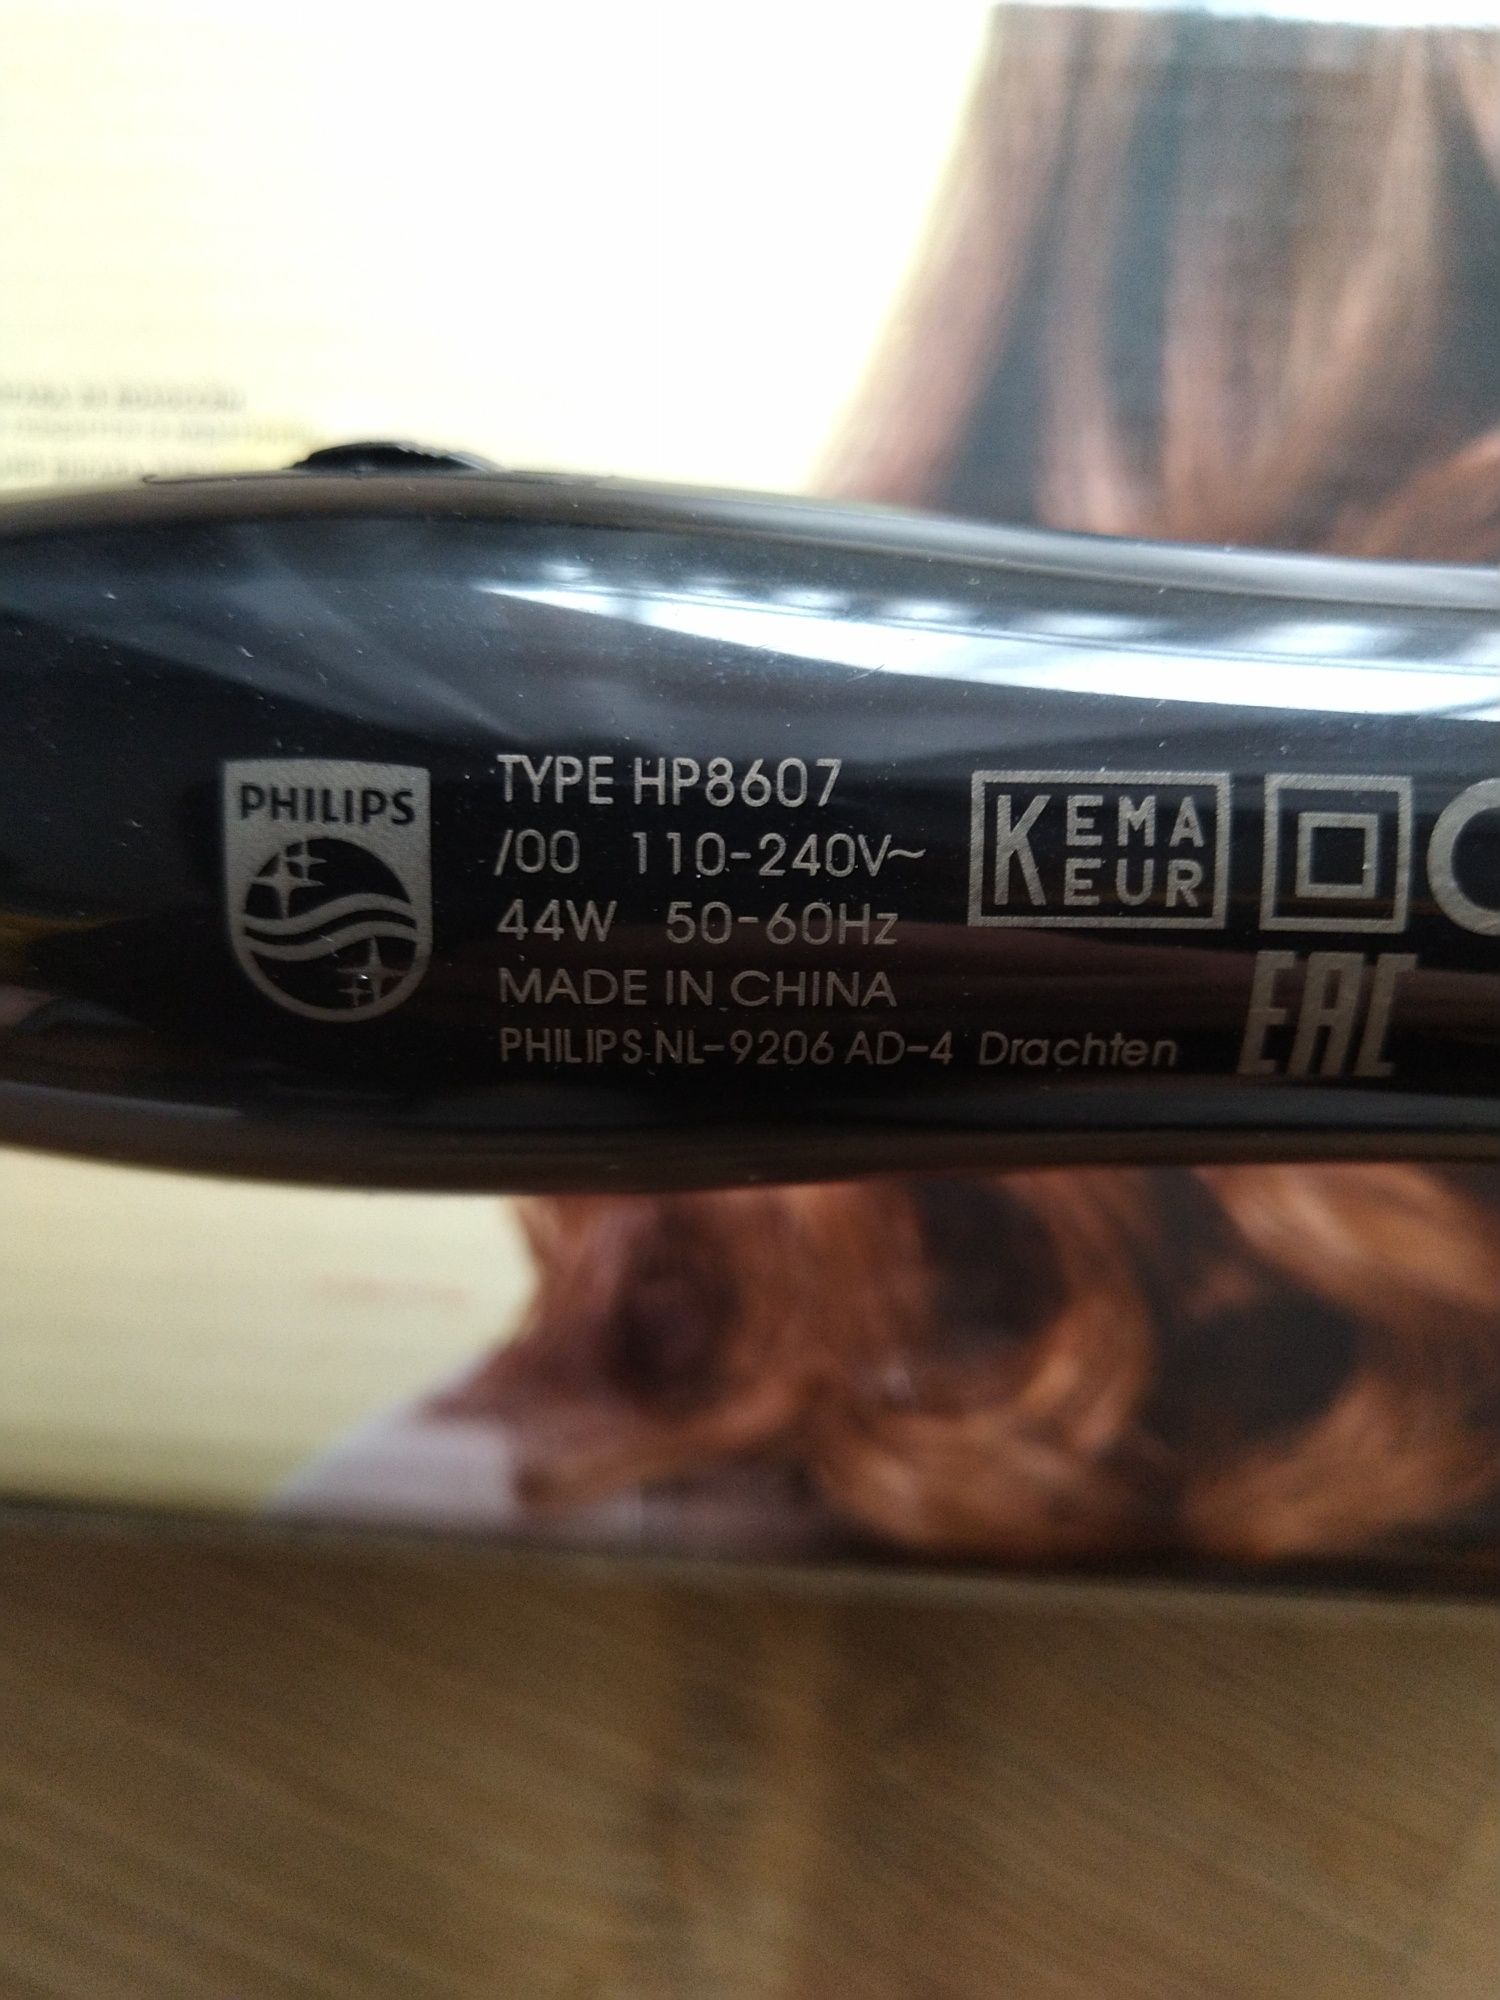 PHILIPS
TYPE HP8607
/00 110-240V~
44W 50-60Hz
MADE IN CHINA
PHILIPS NL-9206 AD-4 Drachten
KEMA
KEUR
EAC